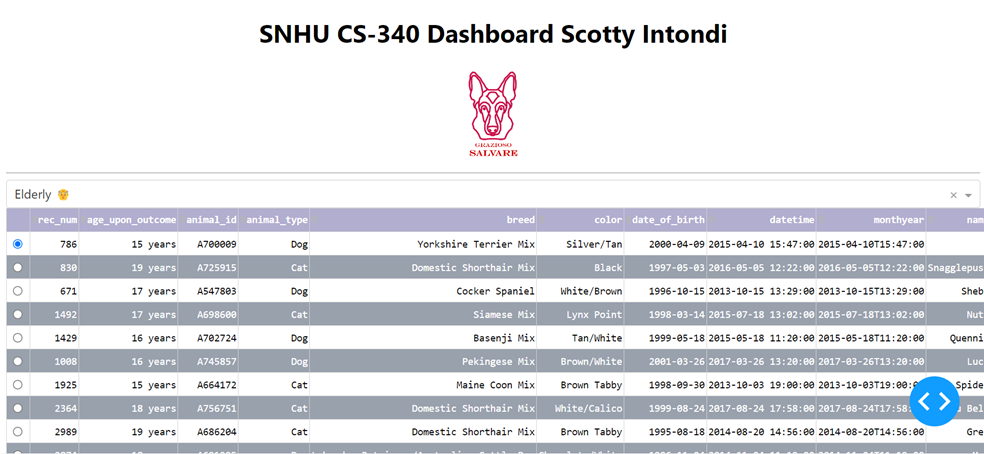 SNHU CS-340 Dashboard Scotty Intondi
GRAZIOSO
SALVARE
Elderly
rec_num age_upon_outcome animal_id animal_type breed color date_of_birth datetime monthyear nam
786 15 years A700009 Dog Yorkshire Terrier Mix Silver/Tan 2000-04-09 2015-04-10 15:47:00 2015-04-10T15:47:00
830 19 years A725915 Cat Domestic Shorthair Mix Black 1997-05-03 2016-05-05 12:22:00 2016-05-05T12:22:00 Snagglepus
671 17 years A547803 Dog Cocker Spaniel White/Brown 1996-10-15 2013-10-15 13:29:00 2013-10-15T13:29:00 Sheb
1492 17 years A698600 Cat Siamese Mix Lynx Point 1998-03-14 2015-07-18 13:02:00 2015-07-18T13:02:00 Nut
1429 16 years A702724 Dog Basenji Mix Tan/White 1999-05-18 2015-05-18 11:20:00 2015-05-18T11:20:00 Quenni
1008 16 years A745857 Dog Pekingese Mix Brown/White 2001-03-26 2017-03-26 13:20:00 2017-03-26T13:20:00 Luc
1925 15 years A664172 Cat Maine Coon Mix Brown Tabby 1998-09-30 2013-10-03 19:00:00 2013-10-03T19:00: Spide
2364 18 years A756751 Cat Domestic Shorthair Mix White/Calico 1999-08-24 2017-08-24 17:58:00 2017-08-24T17:58: Bel
2989 19 years A686204 Cat Domestic Shorthair Mix Brown Tabby 1995-08-18 2014-08-20 14:56:00 2014-08-20T14:56:00 Gre